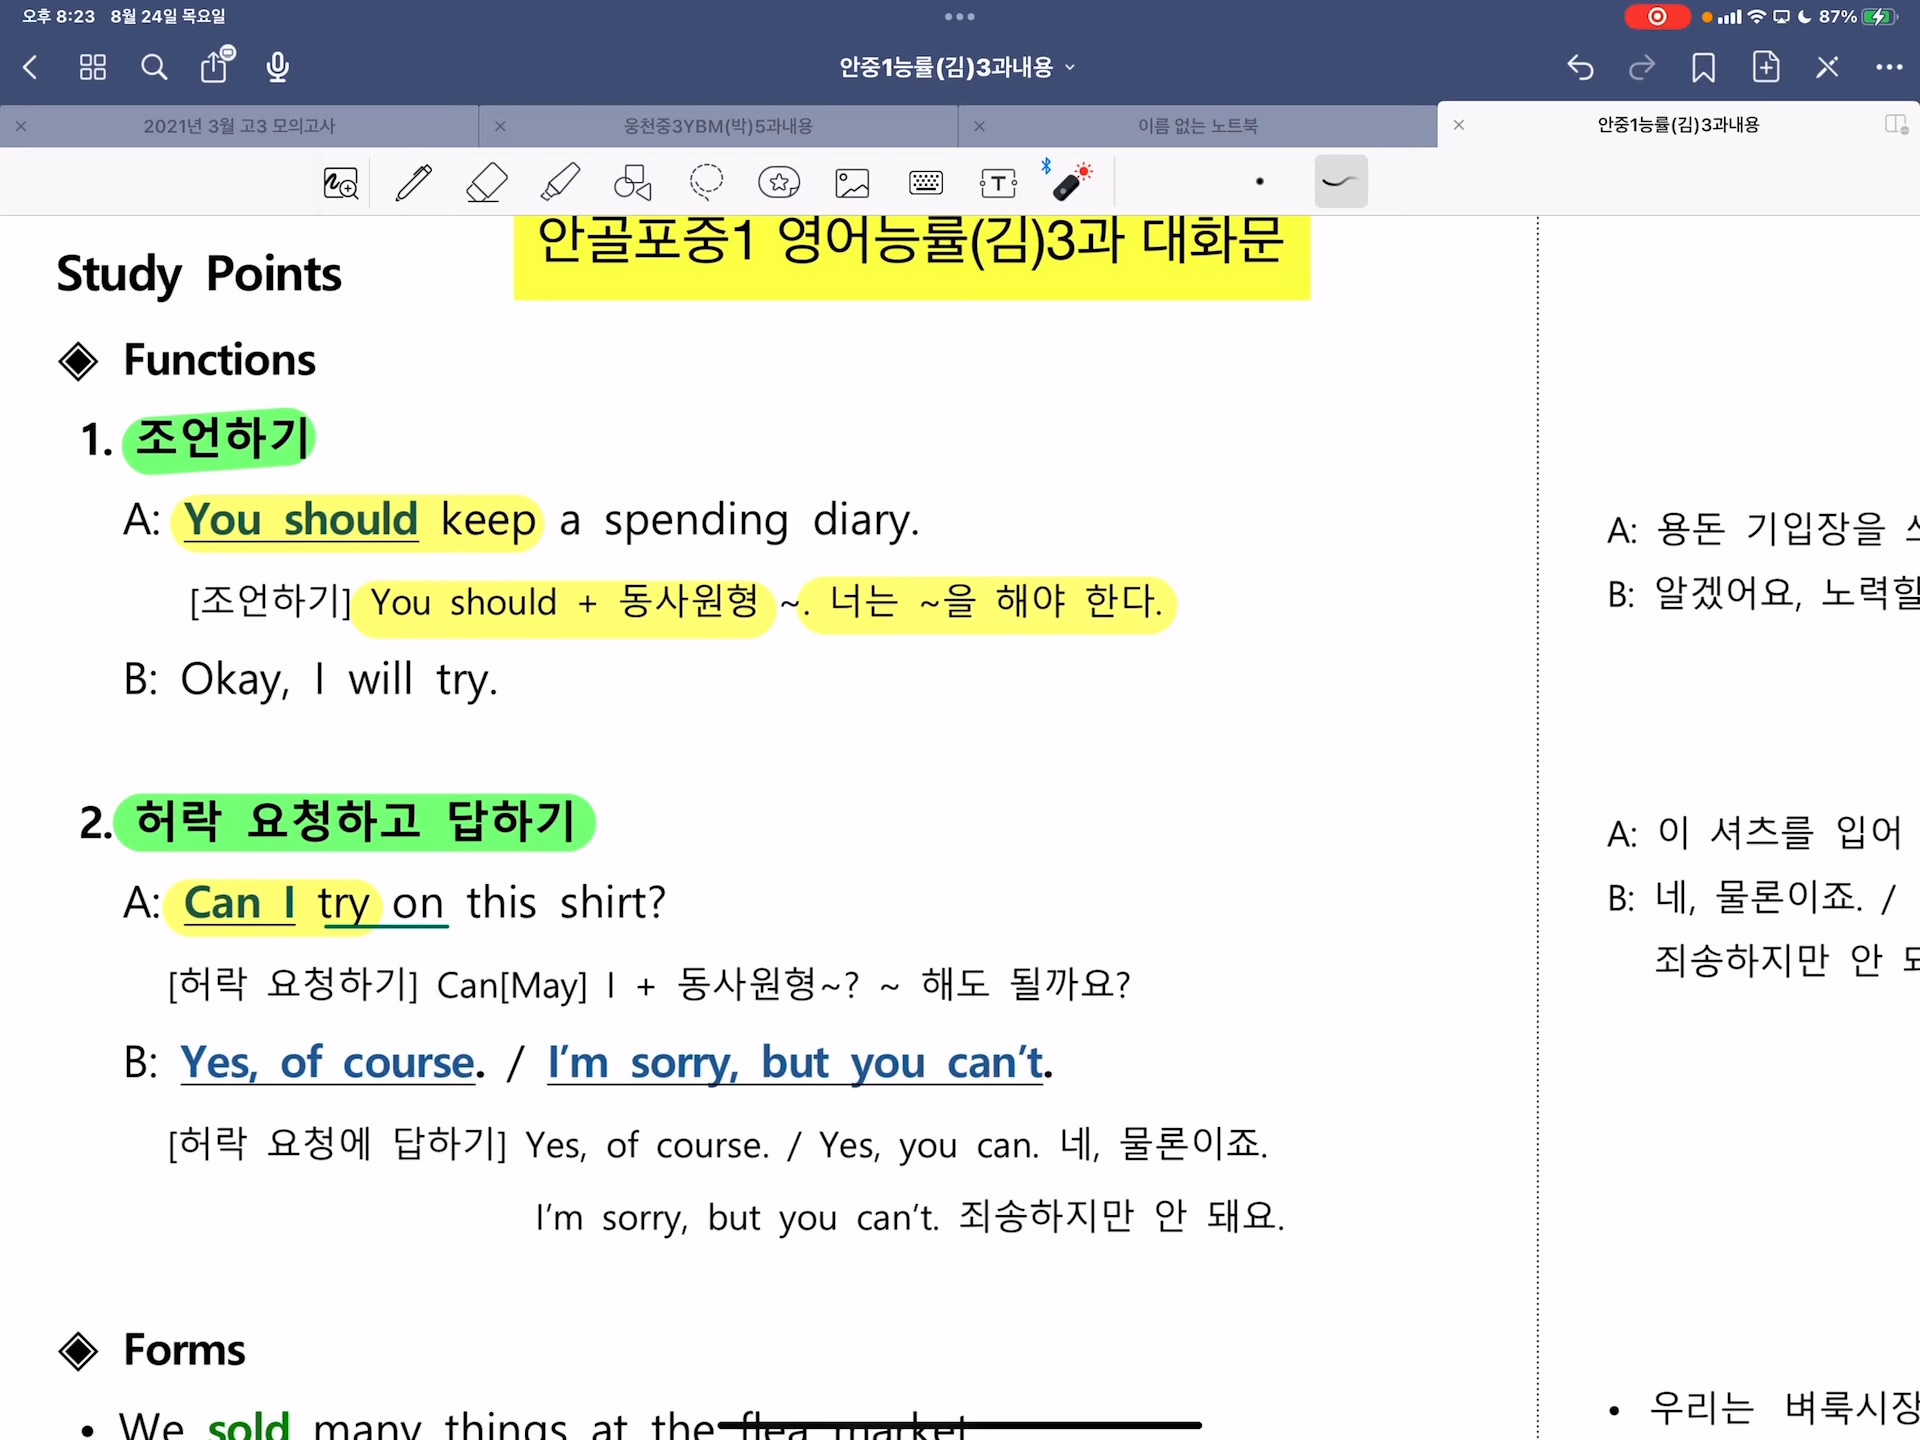 오후 8:23 8월 24일 목요일
87%
안중1능률(김)3과내용
2021년 3월 고3 모의고사
웅천중3YBM(박)5과내용
이름 없는 노트북
안중1능률(김)3과내용
안골포중1 영어능률(김)3과 대화문
Study Points
Functions
1. 조언하기
A: You should keep a spending diary.
[조언하기] You should + 동사원형 ~. 너는 ~을 해야 한다.
B: Okay, I will try.
2. 허락 요청하고 답하기
A: Can I try on this shirt?
[허락 요청하기] Can[May] I + 동사원형~? ~ 해도 될까요?
B: Yes, of course. / I'm sorry, but you can't.
[허락 요청에 답하기] Yes, of course. / Yes, you can. 네, 물론이죠.
I'm sorry, but you can't. 죄송하지만 안 돼요.
Forms
• We sold many things at the flea market
A: 용돈 기입장을
B: 알겠어요, 노력할
A: 이 셔츠를 입어
B: 네, 물론이죠. /
죄송하지만 안
• 우리는 벼룩시장